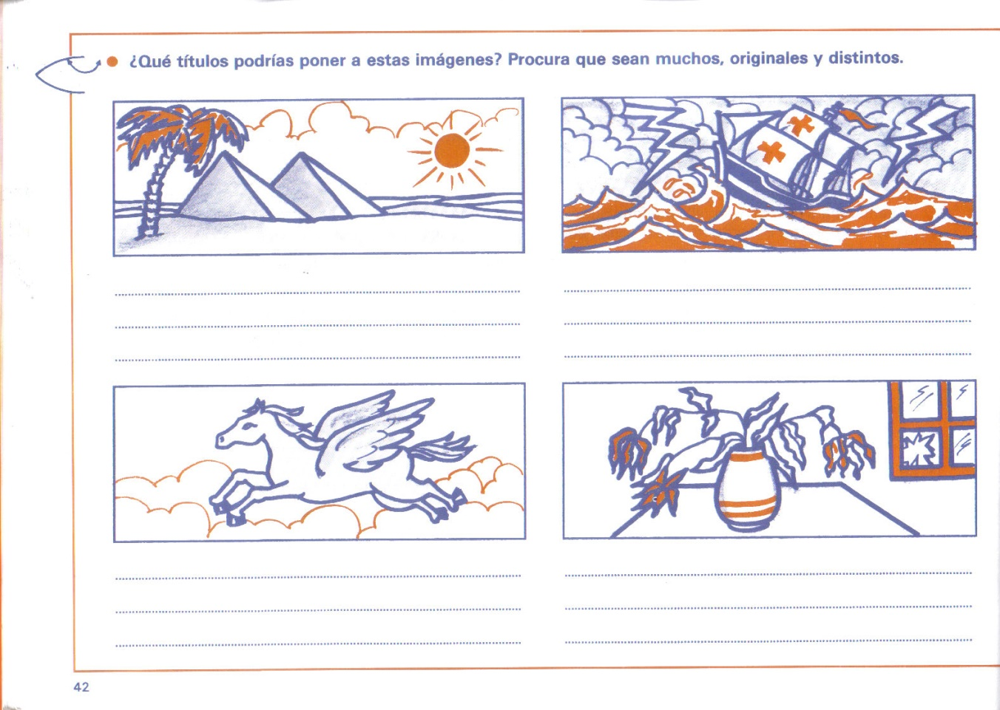 ¿Qué títulos podrías poner a estas imágenes? Procura que sean muchos, originales y distintos.
42